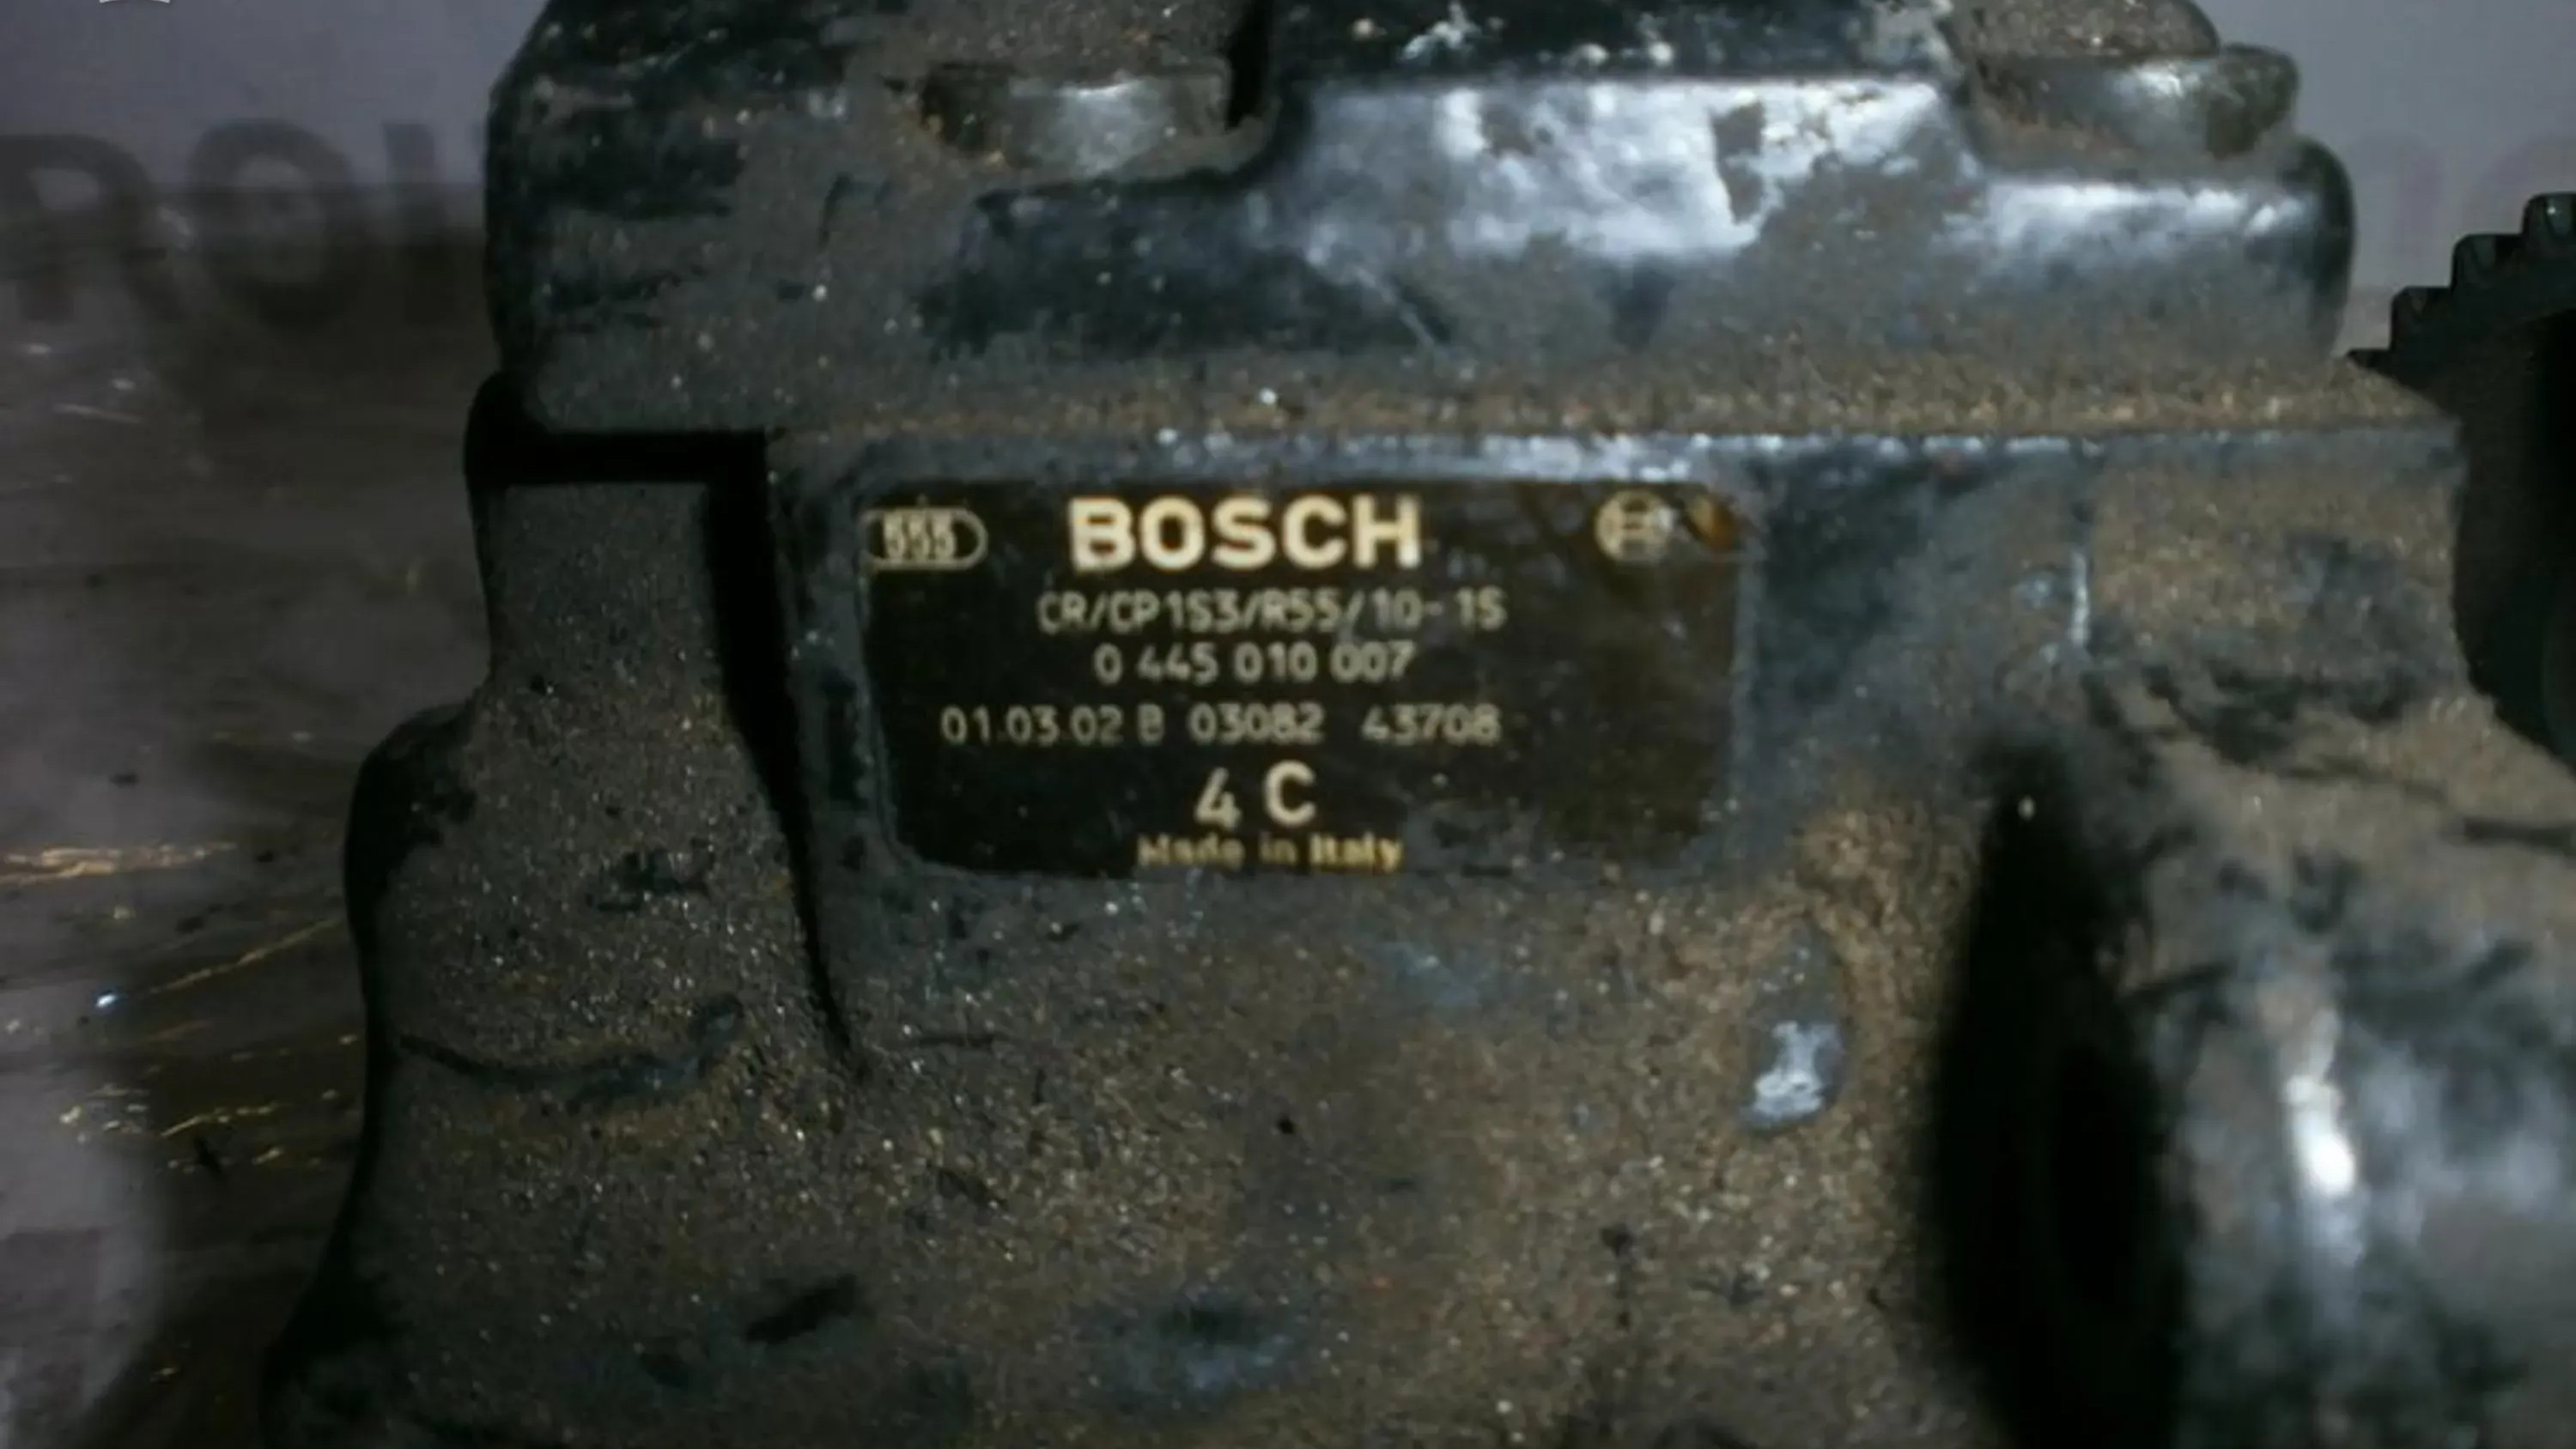 555 BOSCH
CR/CP1S3/R55/10-1S
0 445 010 007
01.03.02 B 03082 43708
4 C
Made in Italy